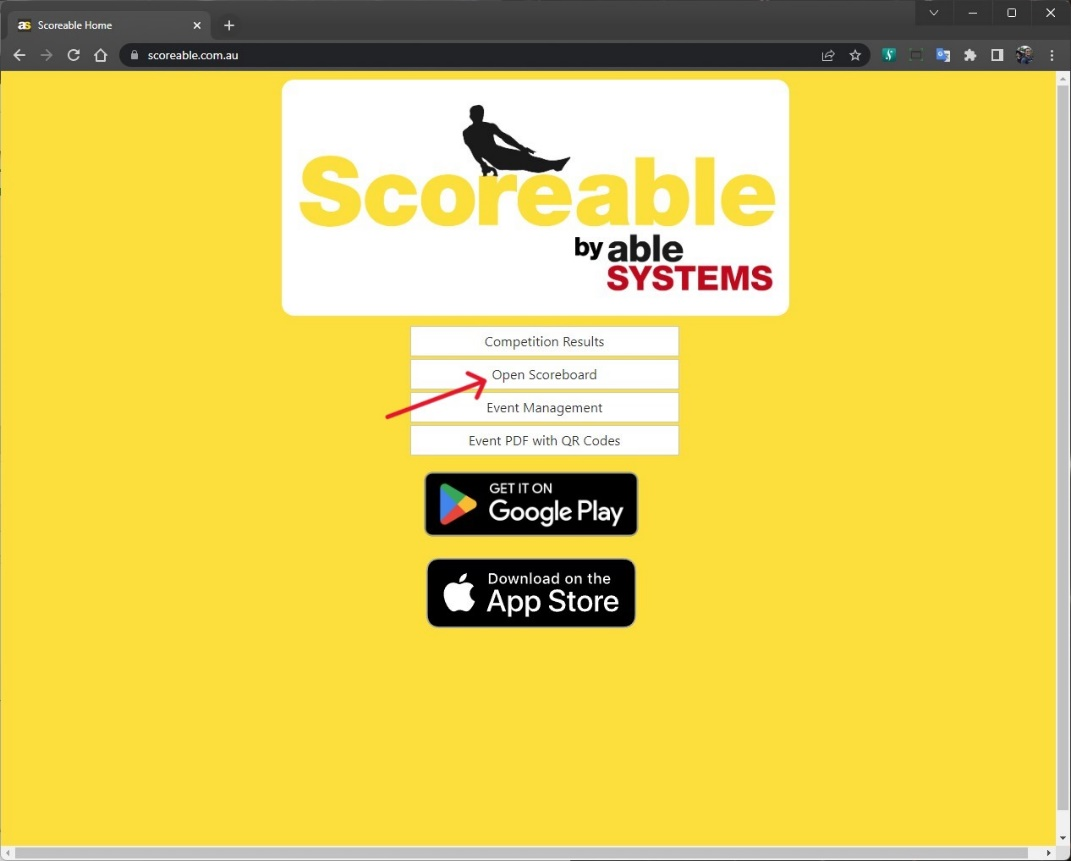 as Scoreable Home
scoreable.com.au
Scoreable
by able
SYSTEMS
Competition Results
Open Scoreboard
Event Management
Event PDF with QR Codes
GET IT ON
Google Play
Download on the
App Store